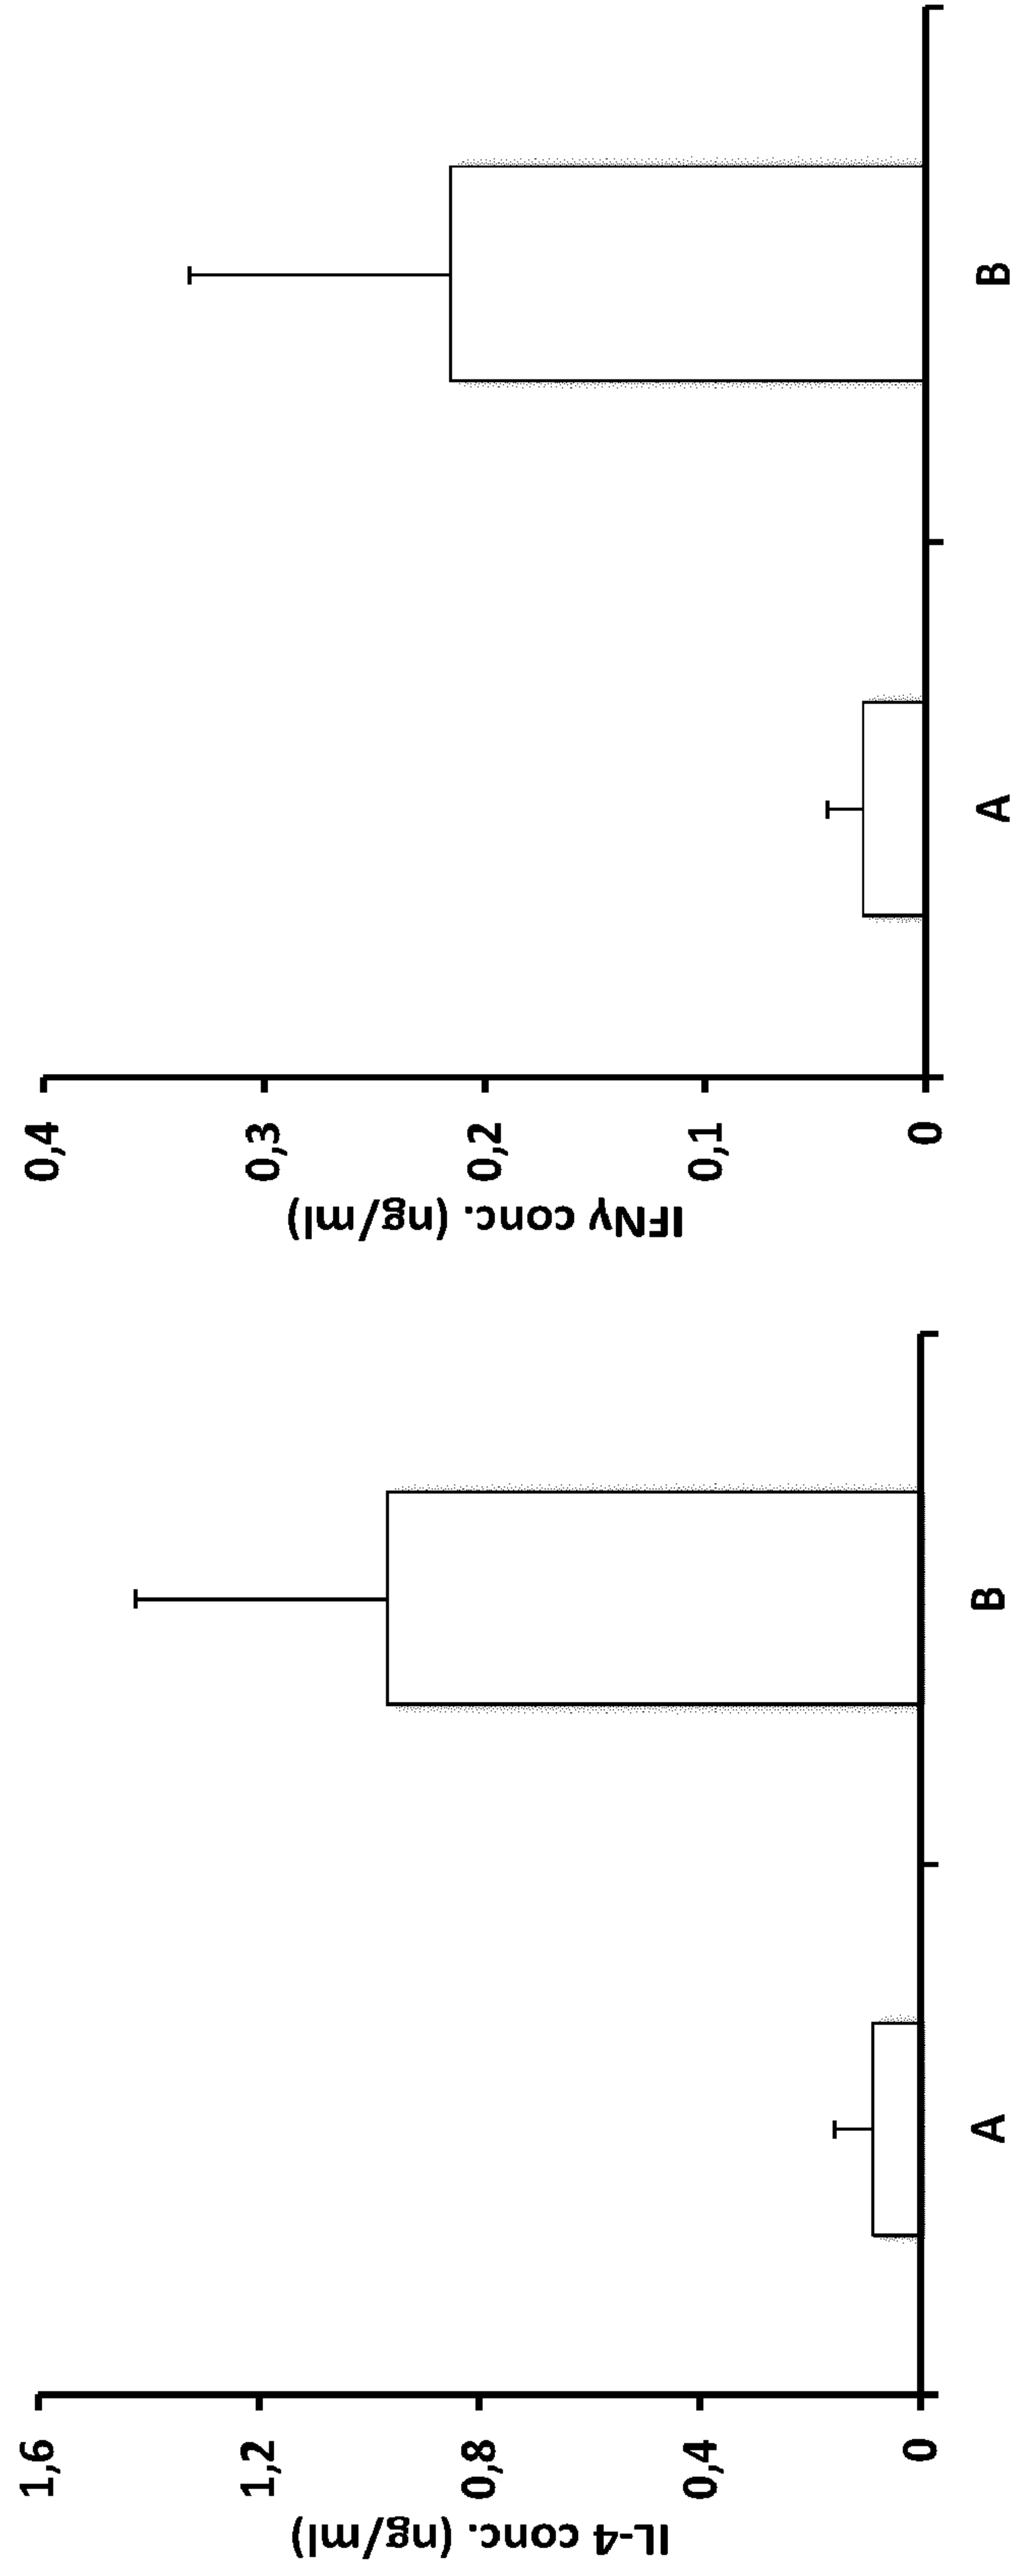 IL-4 conc. (ng/ml)
1,6
1,2
0,8
0,4
0
A
B
IFNγ conc. (ng/ml)
0,4
0,3
0,2
0,1
0
A
B